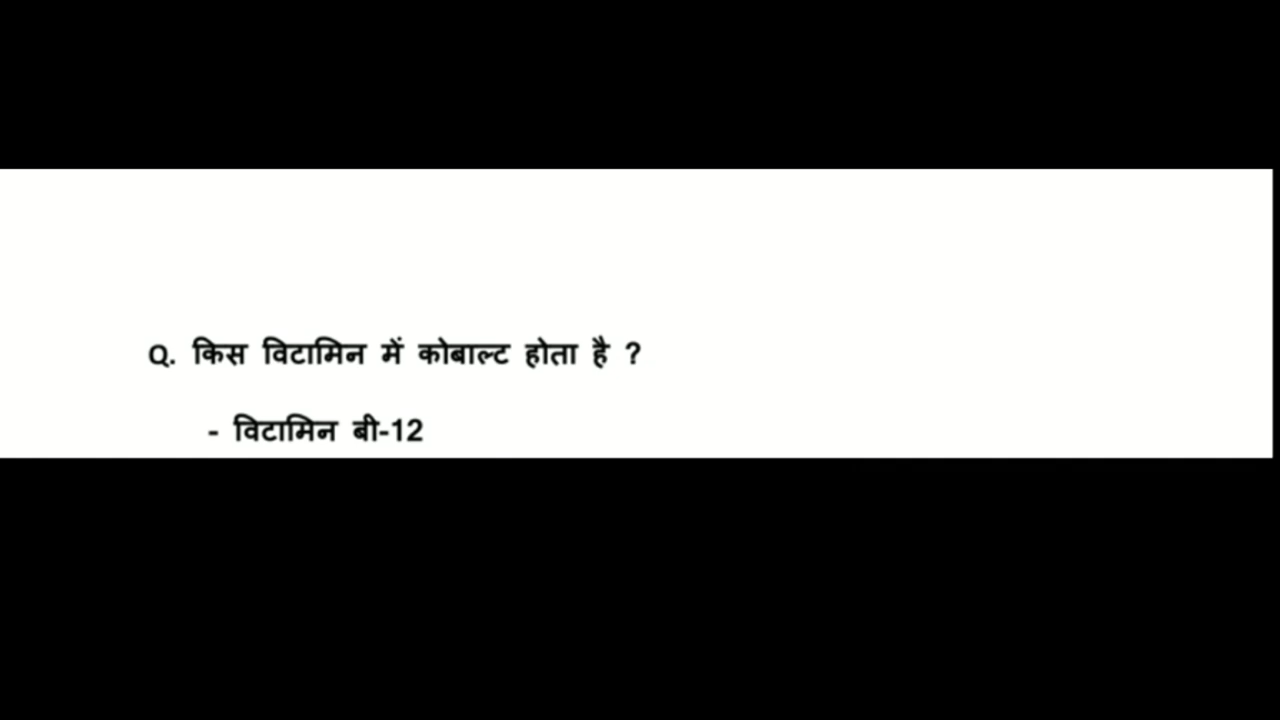 Q. किस विटामिन में कोबाल्ट होता है ?
- विटामिन बी-12